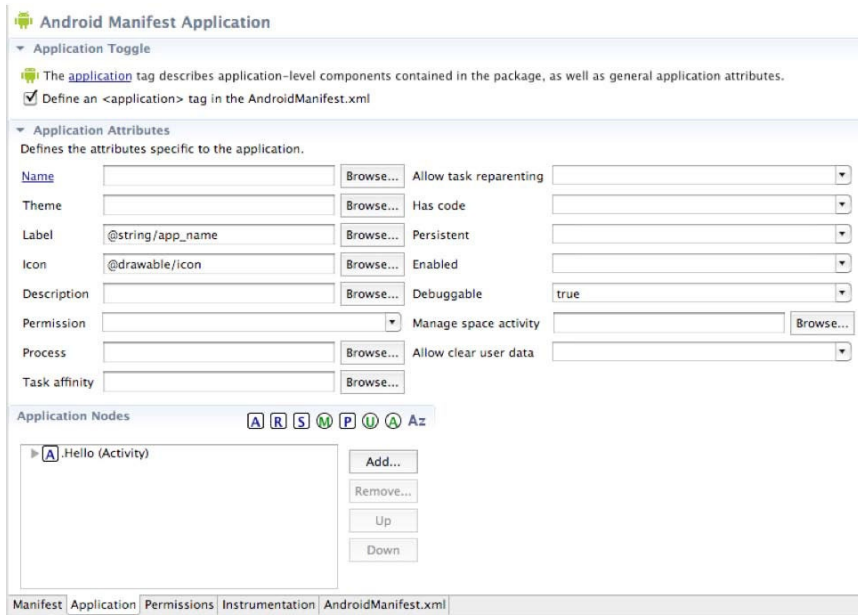 Android Manifest Application
Application Toggle
The application tag describes application-level components contained in the package, as well as general application attributes.
Define an <application> tag in the AndroidManifest.xml
Application Attributes
Defines the attributes specific to the application.
Name Browse... Allow task reparenting
Theme Browse... Has code
Label @string/app_name Browse... Persistent
Icon @drawable/icon Browse... Enabled
Description Browse... Debuggable true
Permission Manage space activity Browse...
Process Browse... Allow clear user data
Task affinity Browse...
Application Nodes A R S M P U A Az
A .Hello (Activity)
Add...
Remove...
Up
Down
Manifest Application Permissions Instrumentation AndroidManifest.xml